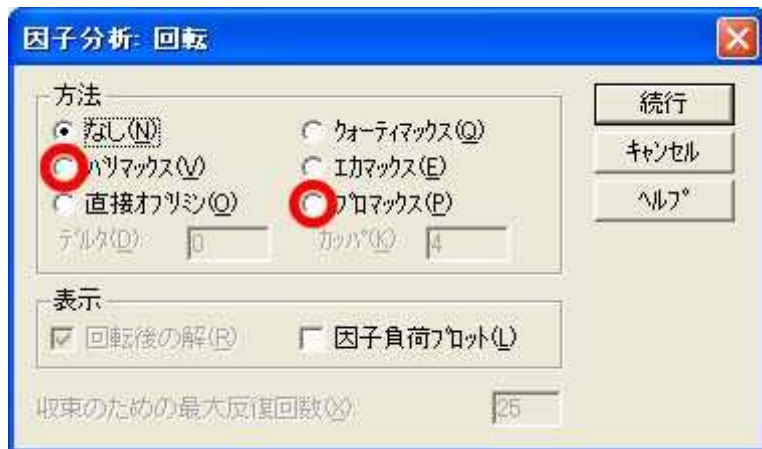 因子分析: 回転
方法
なし(N)
クォーティマックス(Q)
バリマックス(V)
エカマックス(E)
直接オブリミン(O)
プロマックス(P)
デルタ(D): 0
カッパ(K) 4
表示
回転後の解(R)
因子負荷プロット(L)
収束のための最大反復回数(X): 25
続行
キャンセル
ヘルプ